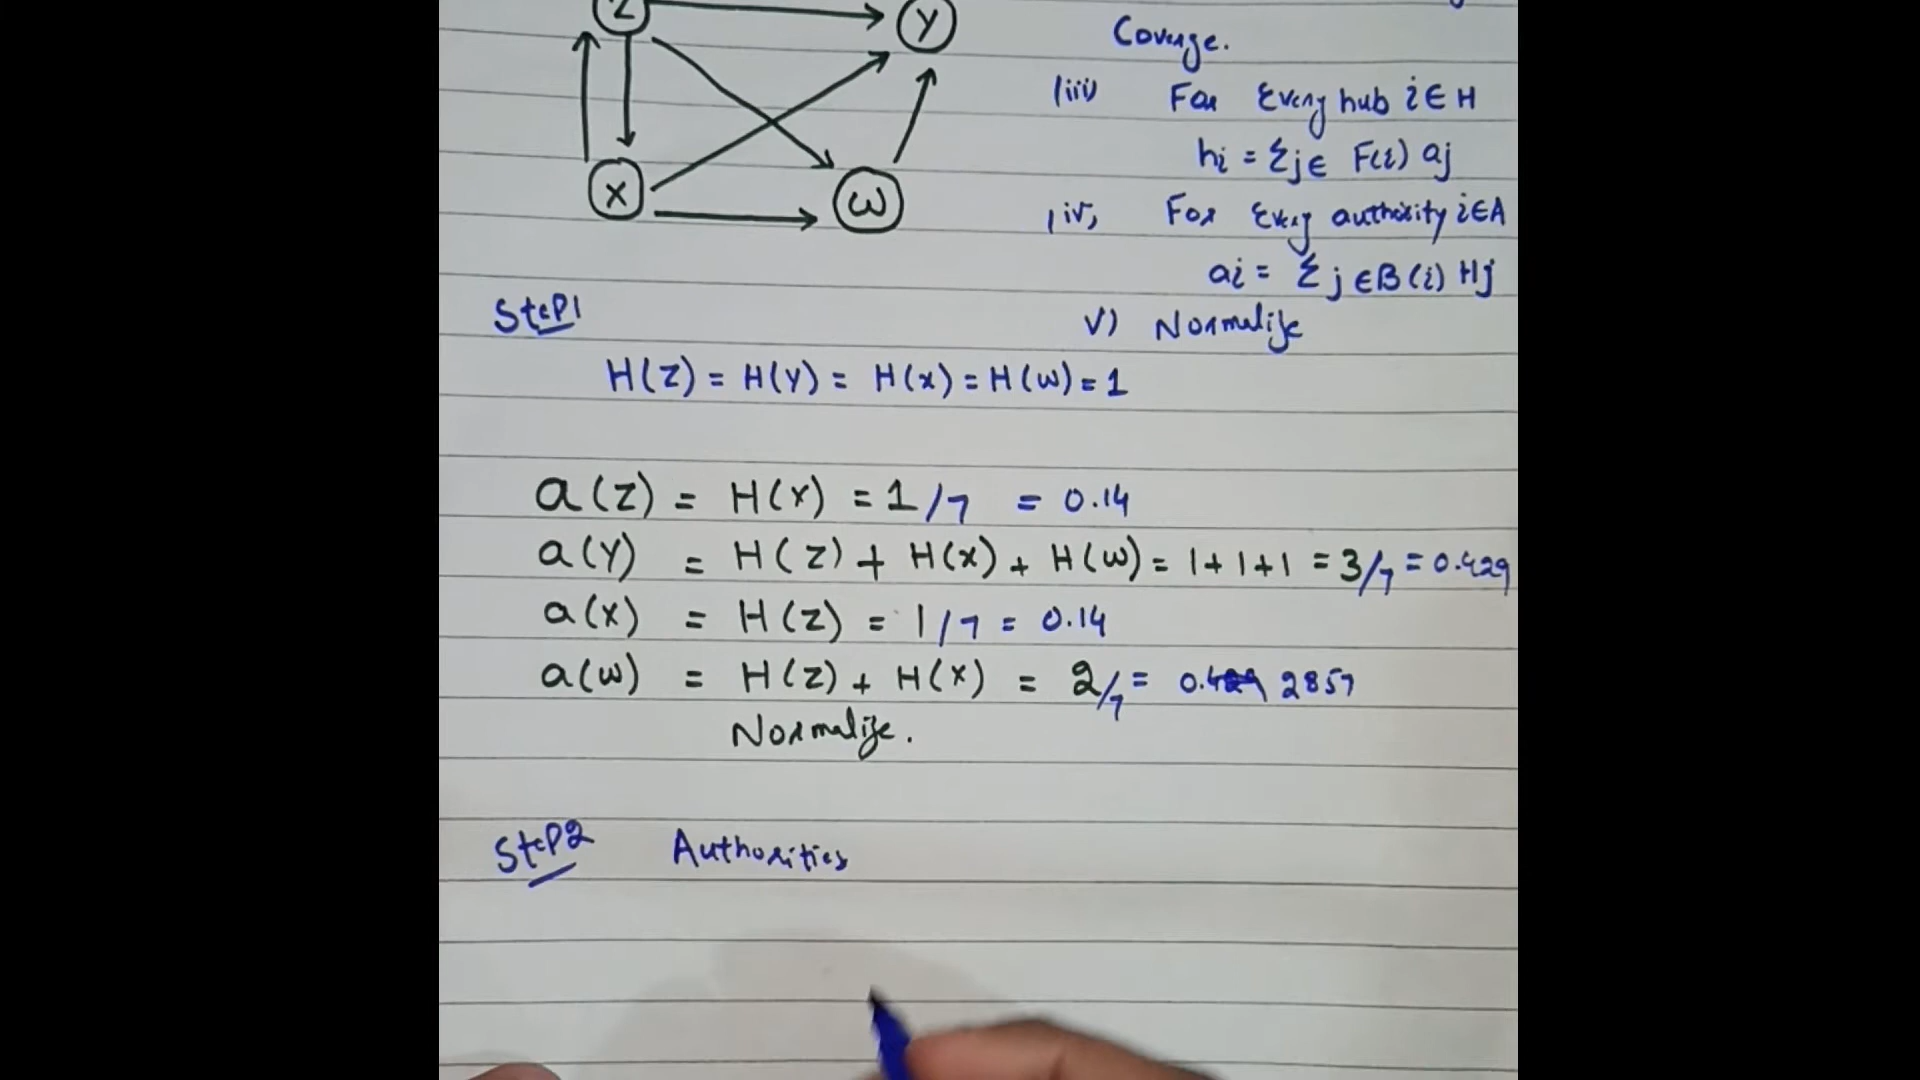 Z
Y
X
W
Coverge.
(iii) For Every hub i∈H
hi = Σj∈ F(i) aj
(iv) For Every authority i∈A
ai = Σ j∈B(i) Hj
v) Normalize
Step1
H(Z) = H(Y) = H(x) = H(w) = 1
a(z) = H(x) = 1/7 = 0.14
a(Y) = H(z) + H(x) + H(w) = 1+1+1 = 3/7 = 0.429
a(x) = H(z) = 1/7 = 0.14
a(w) = H(z) + H(x) = 2/7 = 0.2857
Normalize.
Step2 Authorities